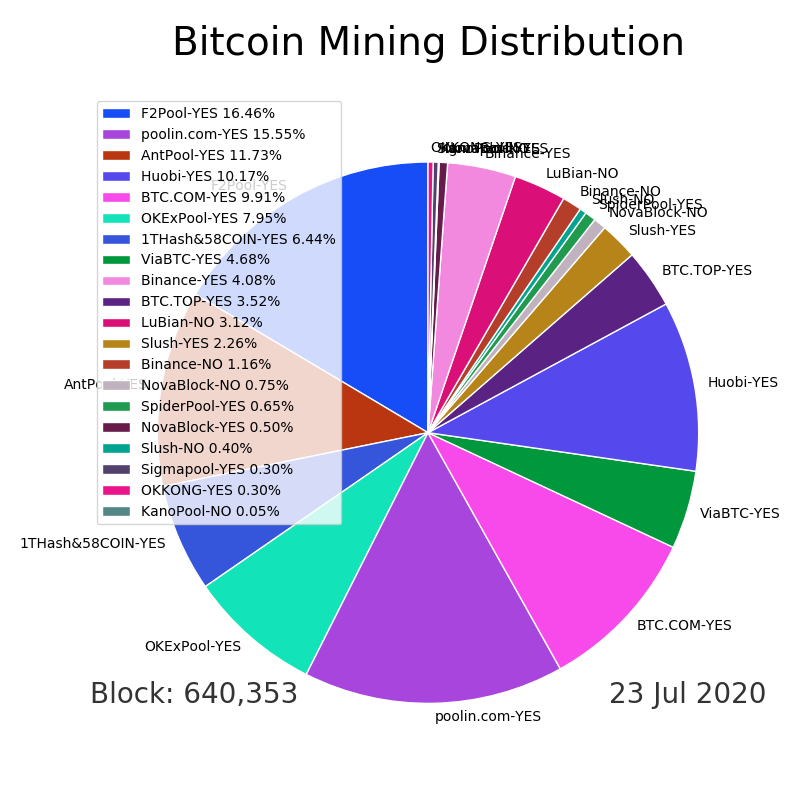 Bitcoin Mining Distribution
F2Pool-YES 16.46%
poolin.com-YES 15.55%
AntPool-YES 11.73%
Huobi-YES 10.17%
BTC.COM-YES 9.91%
OKExPool-YES 7.95%
1THash&58COIN-YES 6.44%
ViaBTC-YES 4.68%
Binance-YES 4.08%
BTC.TOP-YES 3.52%
LuBian-NO 3.12%
Slush-YES 2.26%
Binance-NO 1.16%
NovaBlock-NO 0.75%
SpiderPool-YES 0.65%
NovaBlock-YES 0.50%
Slush-NO 0.40%
Sigmapool-YES 0.30%
OKKONG-YES 0.30%
KanoPool-NO 0.05%
F2Pool-YES
OKKONG-YES
Binance-YES
LuBian-NO
Binance-NO
Slush-NO
SpiderPool-YES
NovaBlock-NO
Slush-YES
BTC.TOP-YES
Huobi-YES
ViaBTC-YES
BTC.COM-YES
poolin.com-YES
OKExPool-YES
1THash&58COIN-YES
AntPool-YES
Block: 640,353
23 Jul 2020